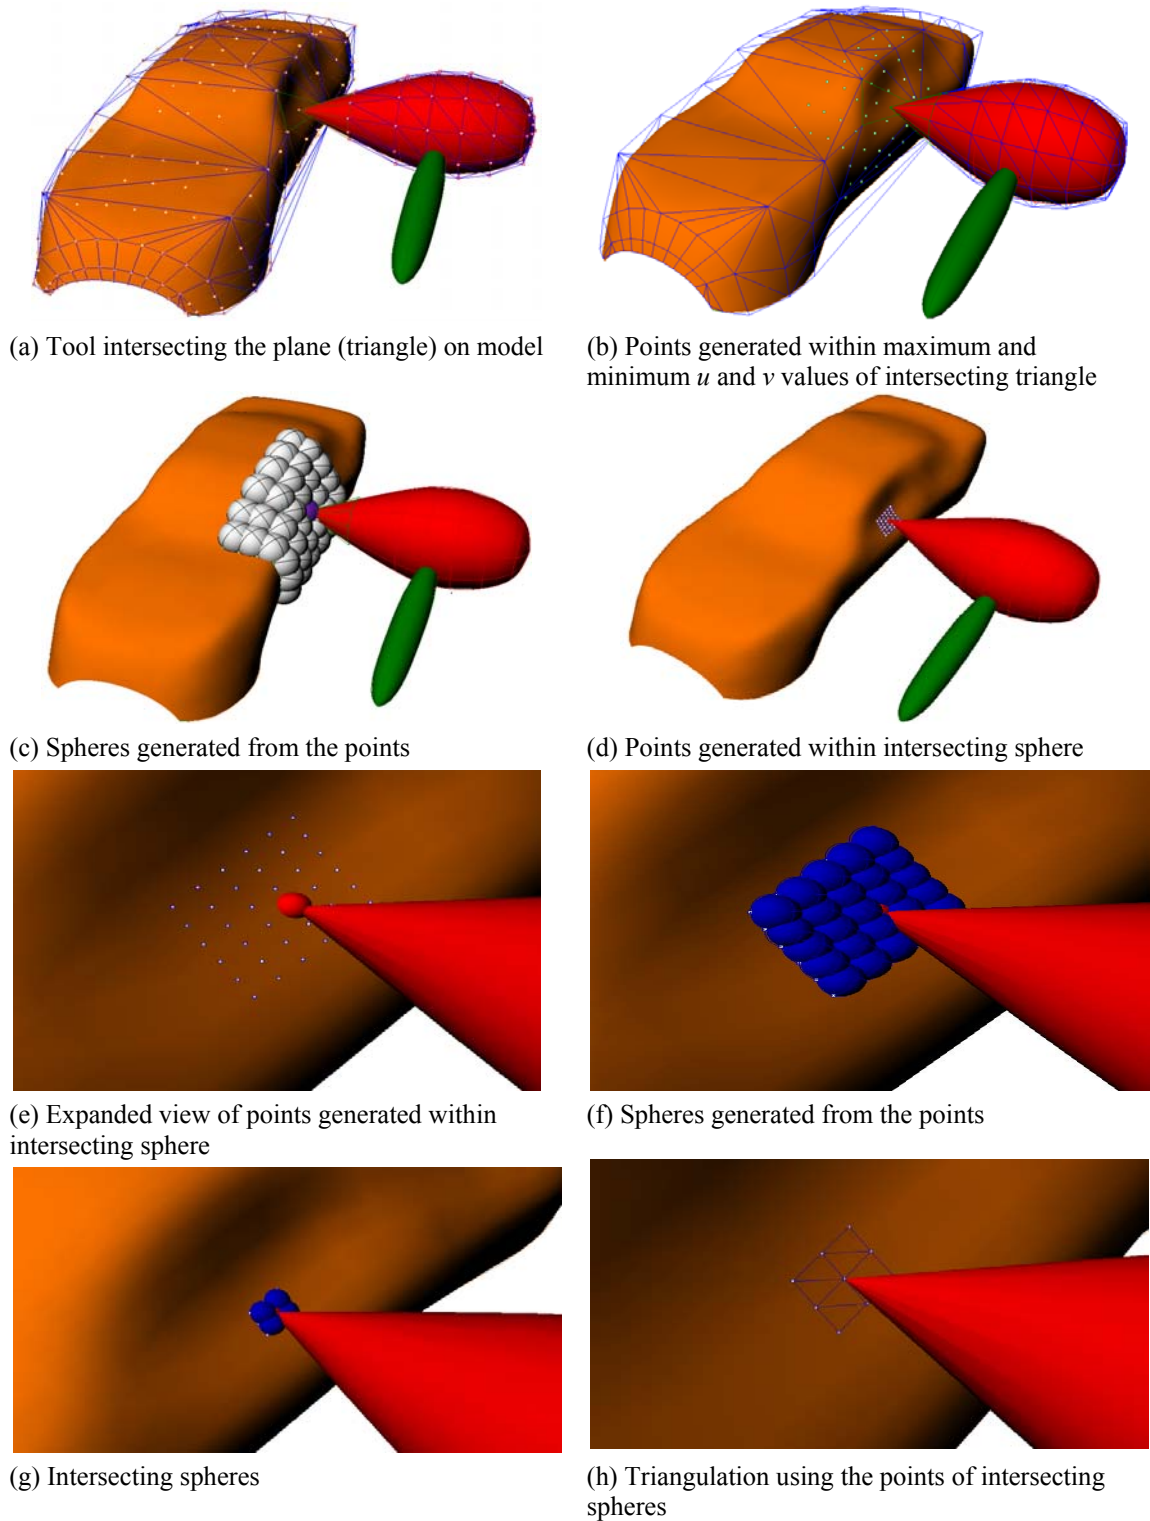 (a) Tool intersecting the plane (triangle) on model
(b) Points generated within maximum and
minimum u and v values of intersecting triangle
(c) Spheres generated from the points
(d) Points generated within intersecting sphere
(e) Expanded view of points generated within
intersecting sphere
(f) Spheres generated from the points
(g) Intersecting spheres
(h) Triangulation using the points of intersecting
spheres